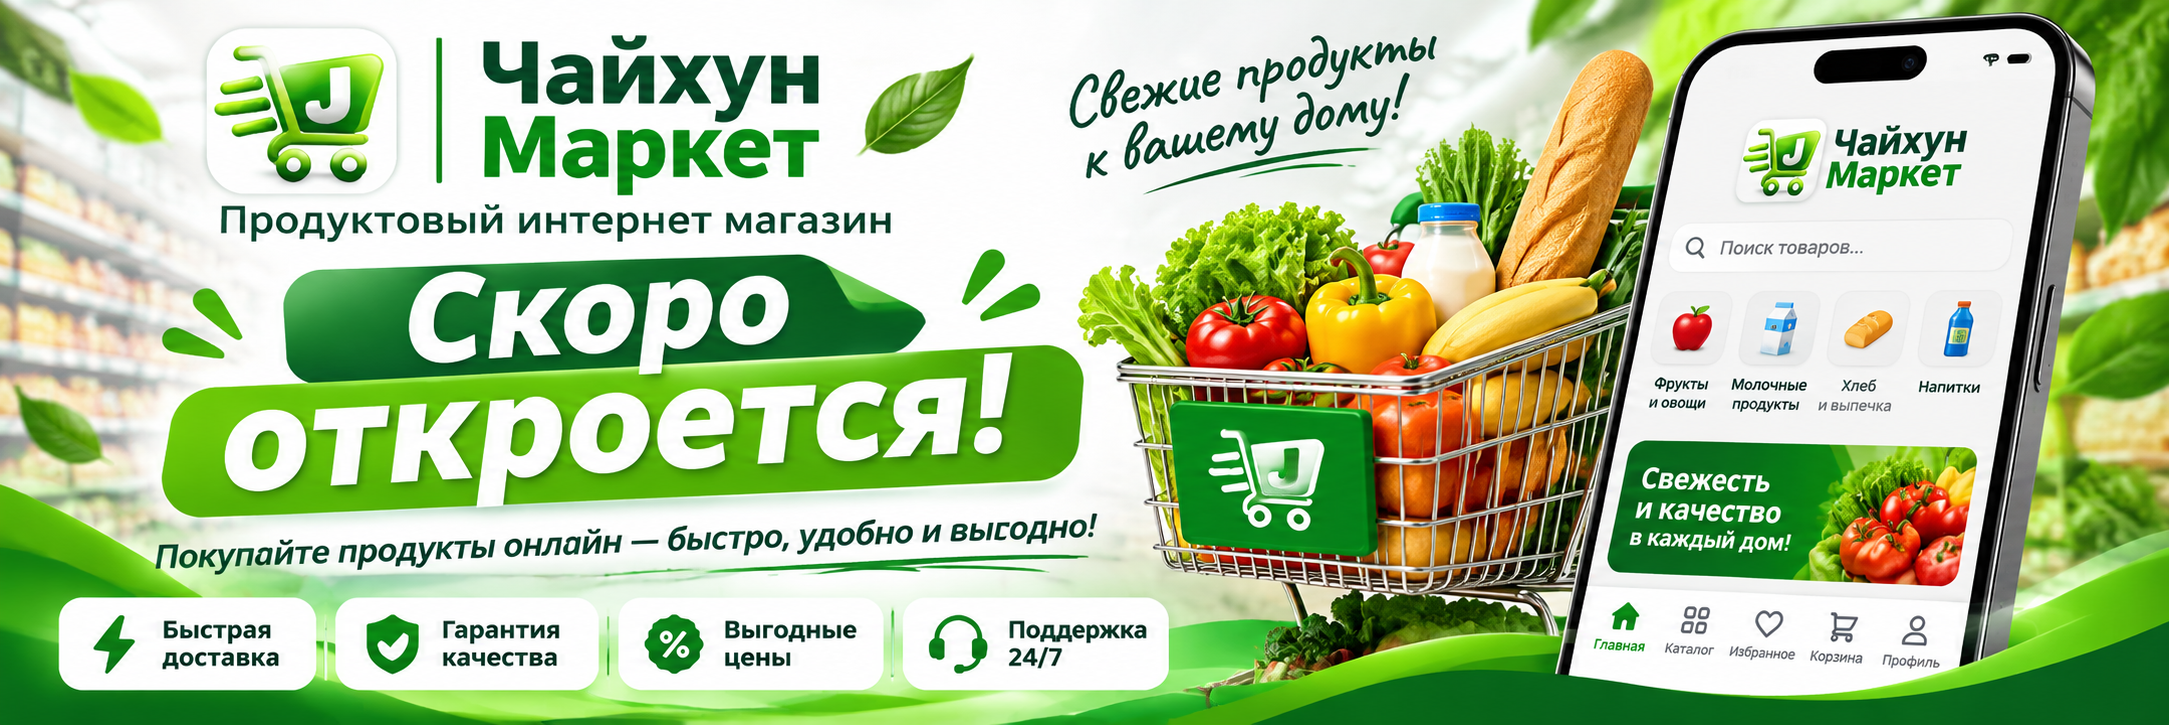 J
Чайхун
Маркет
Продуктовый интернет магазин
Скоро
откроется!
Покупайте продукты онлайн — быстро, удобно и выгодно!
Быстрая
доставка
Гарантия
качества
%
Выгодные
цены
Поддержка
24/7
Свежие продукты
к вашему дому!
J
J
Чайхун
Маркет
Поиск товаров...
Фрукты
и овощи
Молочные
продукты
Хлеб
и выпечка
Напитки
Свежесть
и качество
в каждый дом!
Главная
Каталог
Избранное
Корзина
Профиль